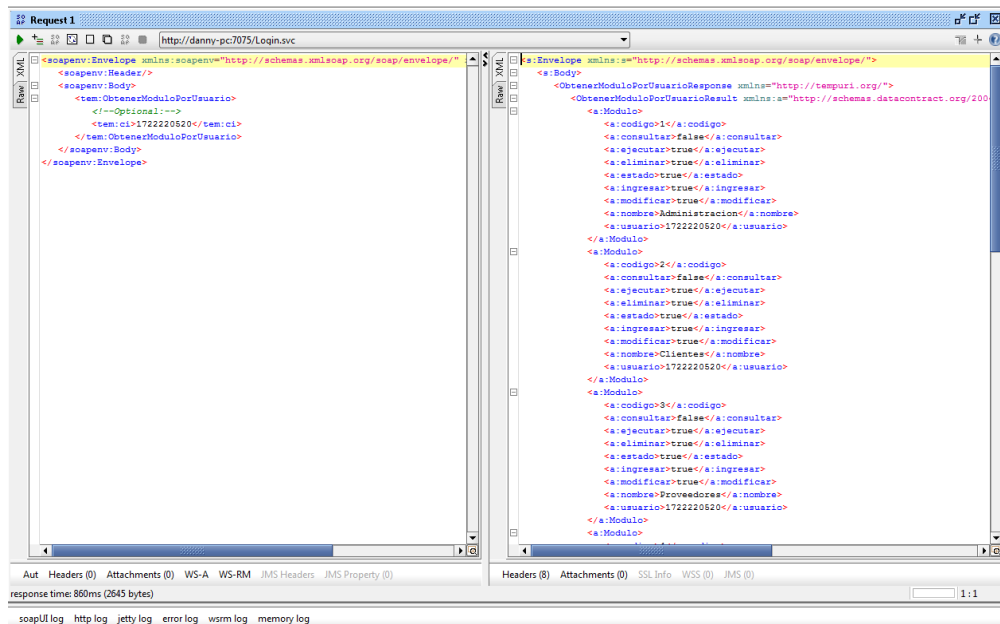 Request 1
http://danny-pc:7075/Login.svc
XML
Raw
<soapenv:Envelope xmlns:soapenv="http://schemas.xmlsoap.org/soap/envelope/"
<soapenv:Header/>
<soapenv:Body>
<tem:ObtenerModuloPorUsuario>
<!--Optional:-->
<tem:ci>1722220520</tem:ci>
</tem:ObtenerModuloPorUsuario>
</soapenv:Body>
</soapenv:Envelope>
XML
Raw
<s:Envelope xmlns:s="http://schemas.xmlsoap.org/soap/envelope/">
<s:Body>
<ObtenerModuloPorUsuarioResponse xmlns="http://tempuri.org/">
<ObtenerModuloPorUsuarioResult xmlns:a="http://schemas.datacontract.org/200
<a:Modulo>
<a:codigo>1</a:codigo>
<a:consultar>false</a:consultar>
<a:ejecutar>true</a:ejecutar>
<a:eliminar>true</a:eliminar>
<a:estado>true</a:estado>
<a:ingresar>true</a:ingresar>
<a:modificar>true</a:modificar>
<a:nombre>Administracion</a:nombre>
<a:usuario>1722220520</a:usuario>
</a:Modulo>
<a:Modulo>
<a:codigo>2</a:codigo>
<a:consultar>false</a:consultar>
<a:ejecutar>true</a:ejecutar>
<a:eliminar>true</a:eliminar>
<a:estado>true</a:estado>
<a:ingresar>true</a:ingresar>
<a:modificar>true</a:modificar>
<a:nombre>Clientes</a:nombre>
<a:usuario>1722220520</a:usuario>
</a:Modulo>
<a:Modulo>
<a:codigo>3</a:codigo>
<a:consultar>false</a:consultar>
<a:ejecutar>true</a:ejecutar>
<a:eliminar>true</a:eliminar>
<a:estado>true</a:estado>
<a:ingresar>true</a:ingresar>
<a:modificar>true</a:modificar>
<a:nombre>Proveedores</a:nombre>
<a:usuario>1722220520</a:usuario>
</a:Modulo>
<a:Modulo>
Aut Headers (0) Attachments (0) WS-A WS-RM JMS Headers JMS Property (0)
Headers (8) Attachments (0) SSL Info WSS (0) JMS (0)
response time: 860ms (2645 bytes)
1 : 1
soapUI log http log jetty log error log wsrm log memory log